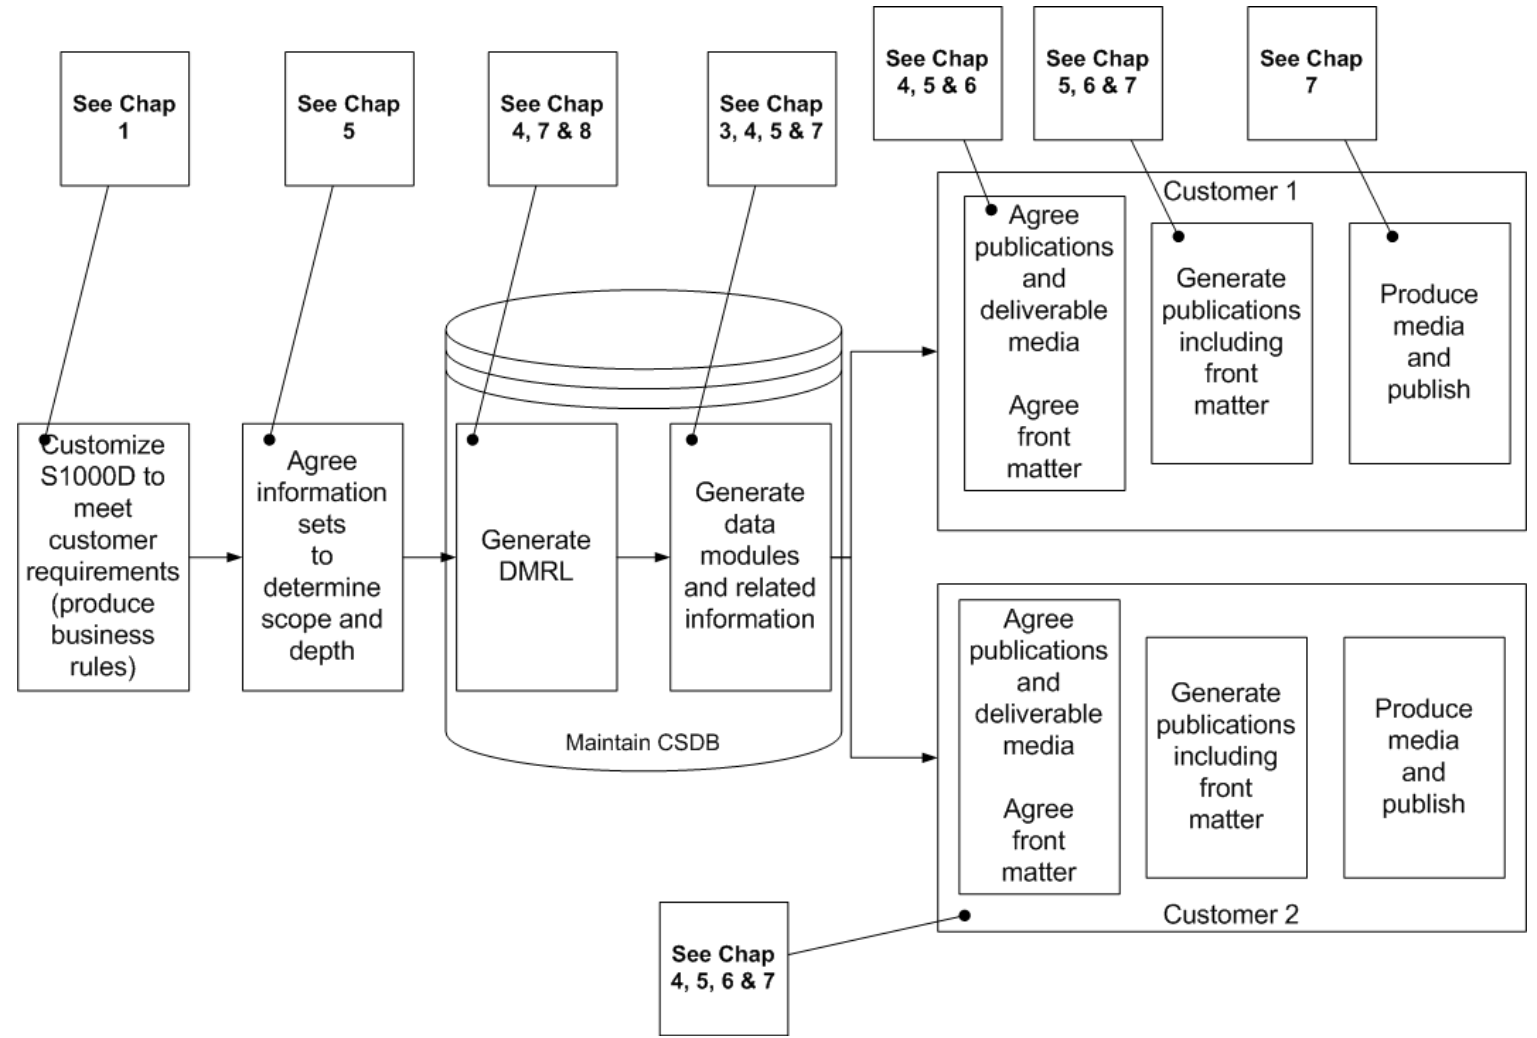 See Chap
1
See Chap
5
See Chap
4, 7 & 8
See Chap
3, 4, 5 & 7
See Chap
4, 5 & 6
See Chap
5, 6 & 7
See Chap
7
Customize
S1000D to
meet
customer
requirements
(produce
business
rules)
Agree
information
sets
to
determine
scope and
depth
Generate
DMRL
Generate
data
modules
and related
information
Maintain CSDB
Customer 1
Agree
publications
and
deliverable
media
Agree
front
matter
Generate
publications
including
front
matter
Produce
media
and
publish
Agree
publications
and
deliverable
media
Agree
front
matter
Generate
publications
including
front
matter
Produce
media
and
publish
Customer 2
See Chap
4, 5, 6 & 7